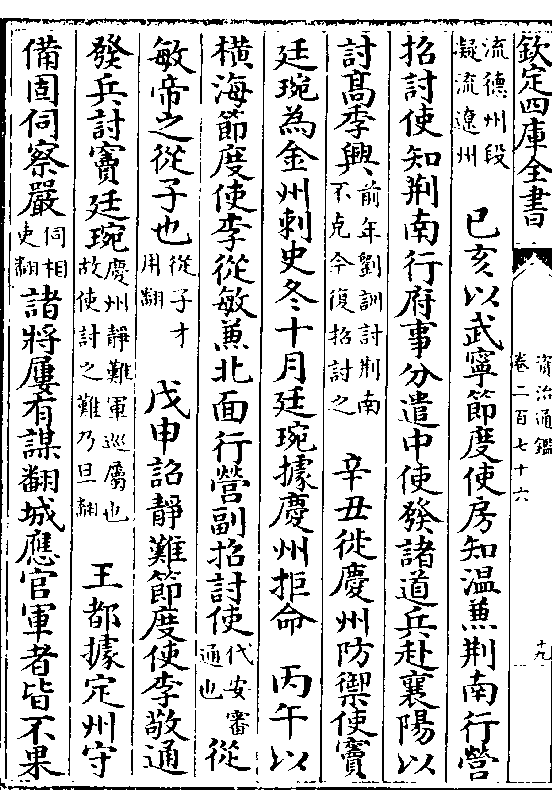 欽定四庫全書
資治通鑑
卷二百七十六
十九
流德州段
凝流遼州
己亥以武寧節度使房知温兼荆南行營
招討使知荆南行府事分遣中使發諸道兵赴襄陽以
討髙季興
前年劉訓討荆南
不克今復招討之
辛丑徙慶州防禦使竇
廷琬為金州刺史冬十月廷琬據慶州拒命
丙午以
橫海節度使李從敏兼北面行營副招討使
代安審
通也
從
敏帝之從子也
從子才
用翻
戊申詔靜難節度使李敬通
發兵討竇廷琬
慶州靜難軍巡屬也
故使討之難乃旦翻
王都據定州守
備固伺察嚴
伺相
吏翻
諸將屢有謀翻城應官軍者皆不果